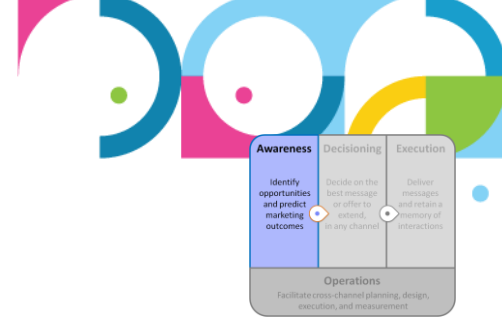 Awareness
Identify
opportunities
and predict
marketing
outcomes
Decisioning
Decide on the
best message
or offer to
extend,
in any channel
Execution
Deliver
messages
and retain a
memory of
interactions
Operations
Facilitate cross-channel planning, design,
execution, and measurement